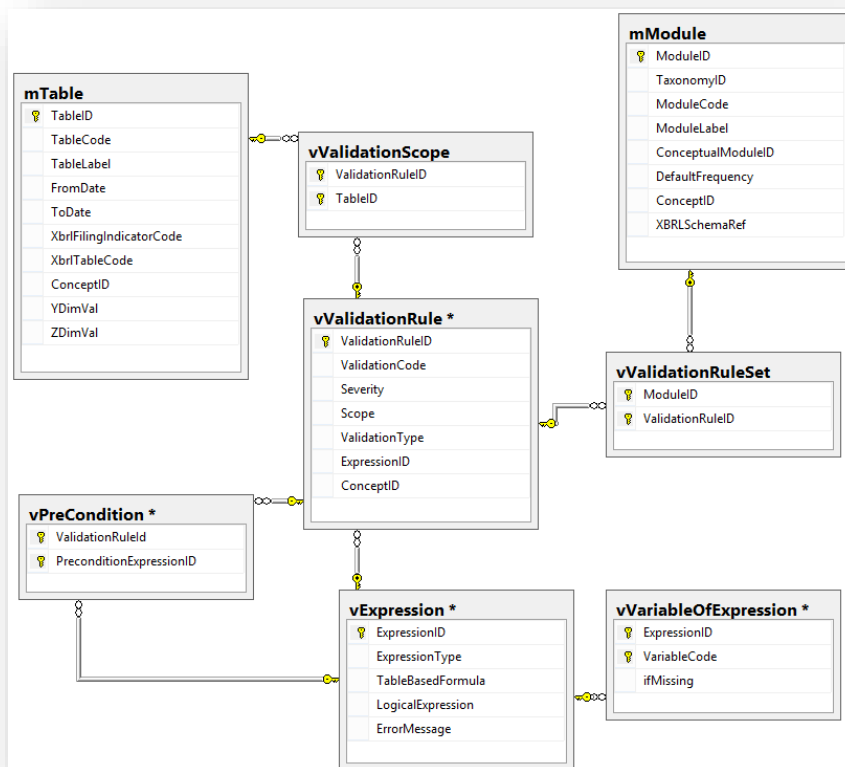 mTable
TableID
TableCode
TableLabel
FromDate
ToDate
XbrlFilingIndicatorCode
XbrlTableCode
ConceptID
YDimVal
ZDimVal
vValidationScope
ValidationRuleID
TableID
mModule
ModuleID
TaxonomyID
ModuleCode
ModuleLabel
ConceptualModuleID
DefaultFrequency
ConceptID
XBRLSchemaRef
vValidationRule *
ValidationRuleID
ValidationCode
Severity
Scope
ValidationType
ExpressionID
ConceptID
vValidationRuleSet
ModuleID
ValidationRuleID
vPreCondition *
ValidationRuleId
PreconditionExpressionID
vExpression *
ExpressionID
ExpressionType
TableBasedFormula
LogicalExpression
ErrorMessage
vVariableOfExpression *
ExpressionID
VariableCode
ifMissing